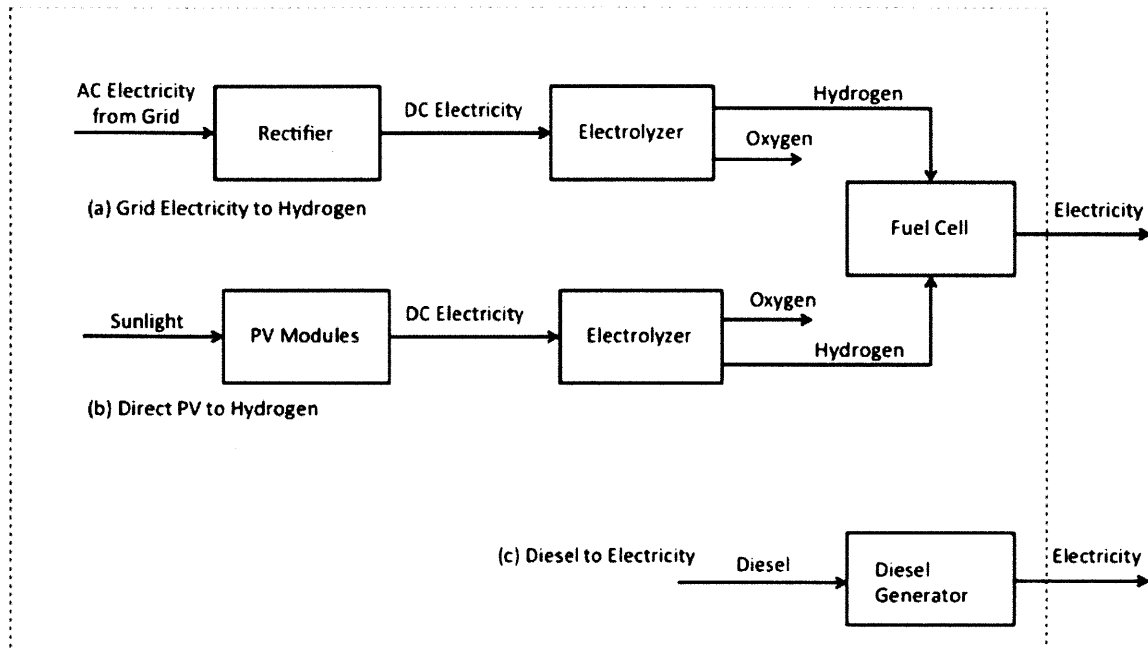 AC Electricity
from Grid
Rectifier
DC Electricity
Electrolyzer
Hydrogen
Oxygen
(a) Grid Electricity to Hydrogen
Fuel Cell
Electricity
Sunlight
PV Modules
DC Electricity
Electrolyzer
Oxygen
Hydrogen
(b) Direct PV to Hydrogen
(c) Diesel to Electricity
Diesel
Diesel
Generator
Electricity